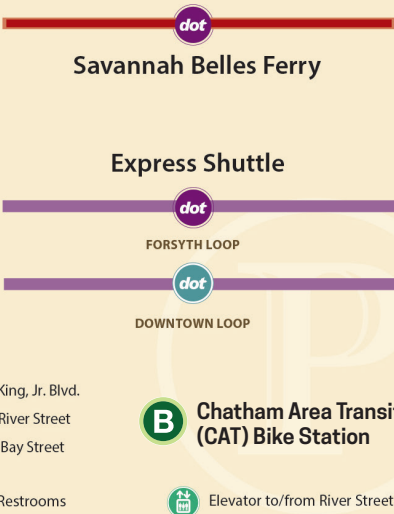 dot
Savannah Belles Ferry
Express Shuttle
dot
FORSYTH LOOP
dot
DOWNTOWN LOOP
King, Jr. Blvd.
River Street
Bay Street
B
Chatham Area Transit
(CAT) Bike Station
Restrooms
Elevator to/from River Street